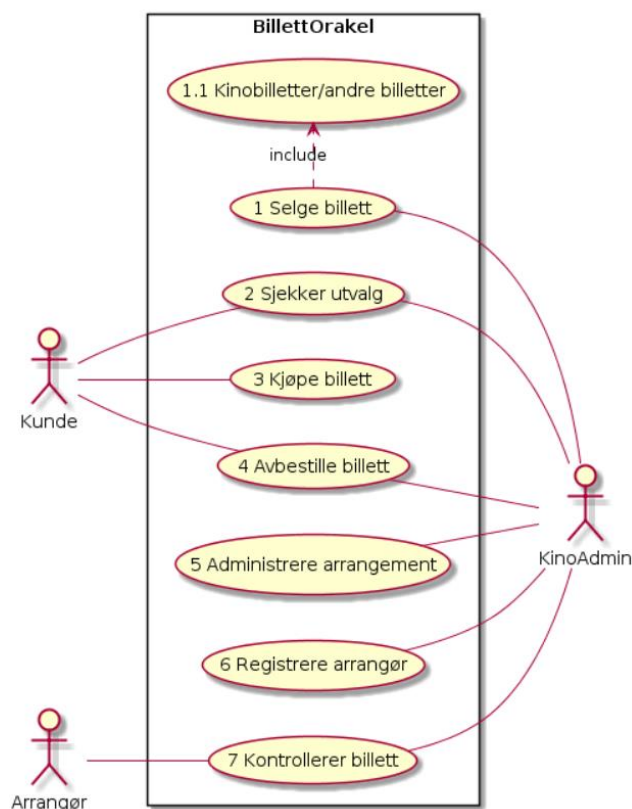 BillettOrakel
1.1 Kinobilletter/andre billetter
include
1 Selge billett
2 Sjekker utvalg
3 Kjøpe billett
Kunde
4 Avbestille billett
KinoAdmin
5 Administrere arrangement
6 Registrere arrangør
7 Kontrollerer billett
Arrangør